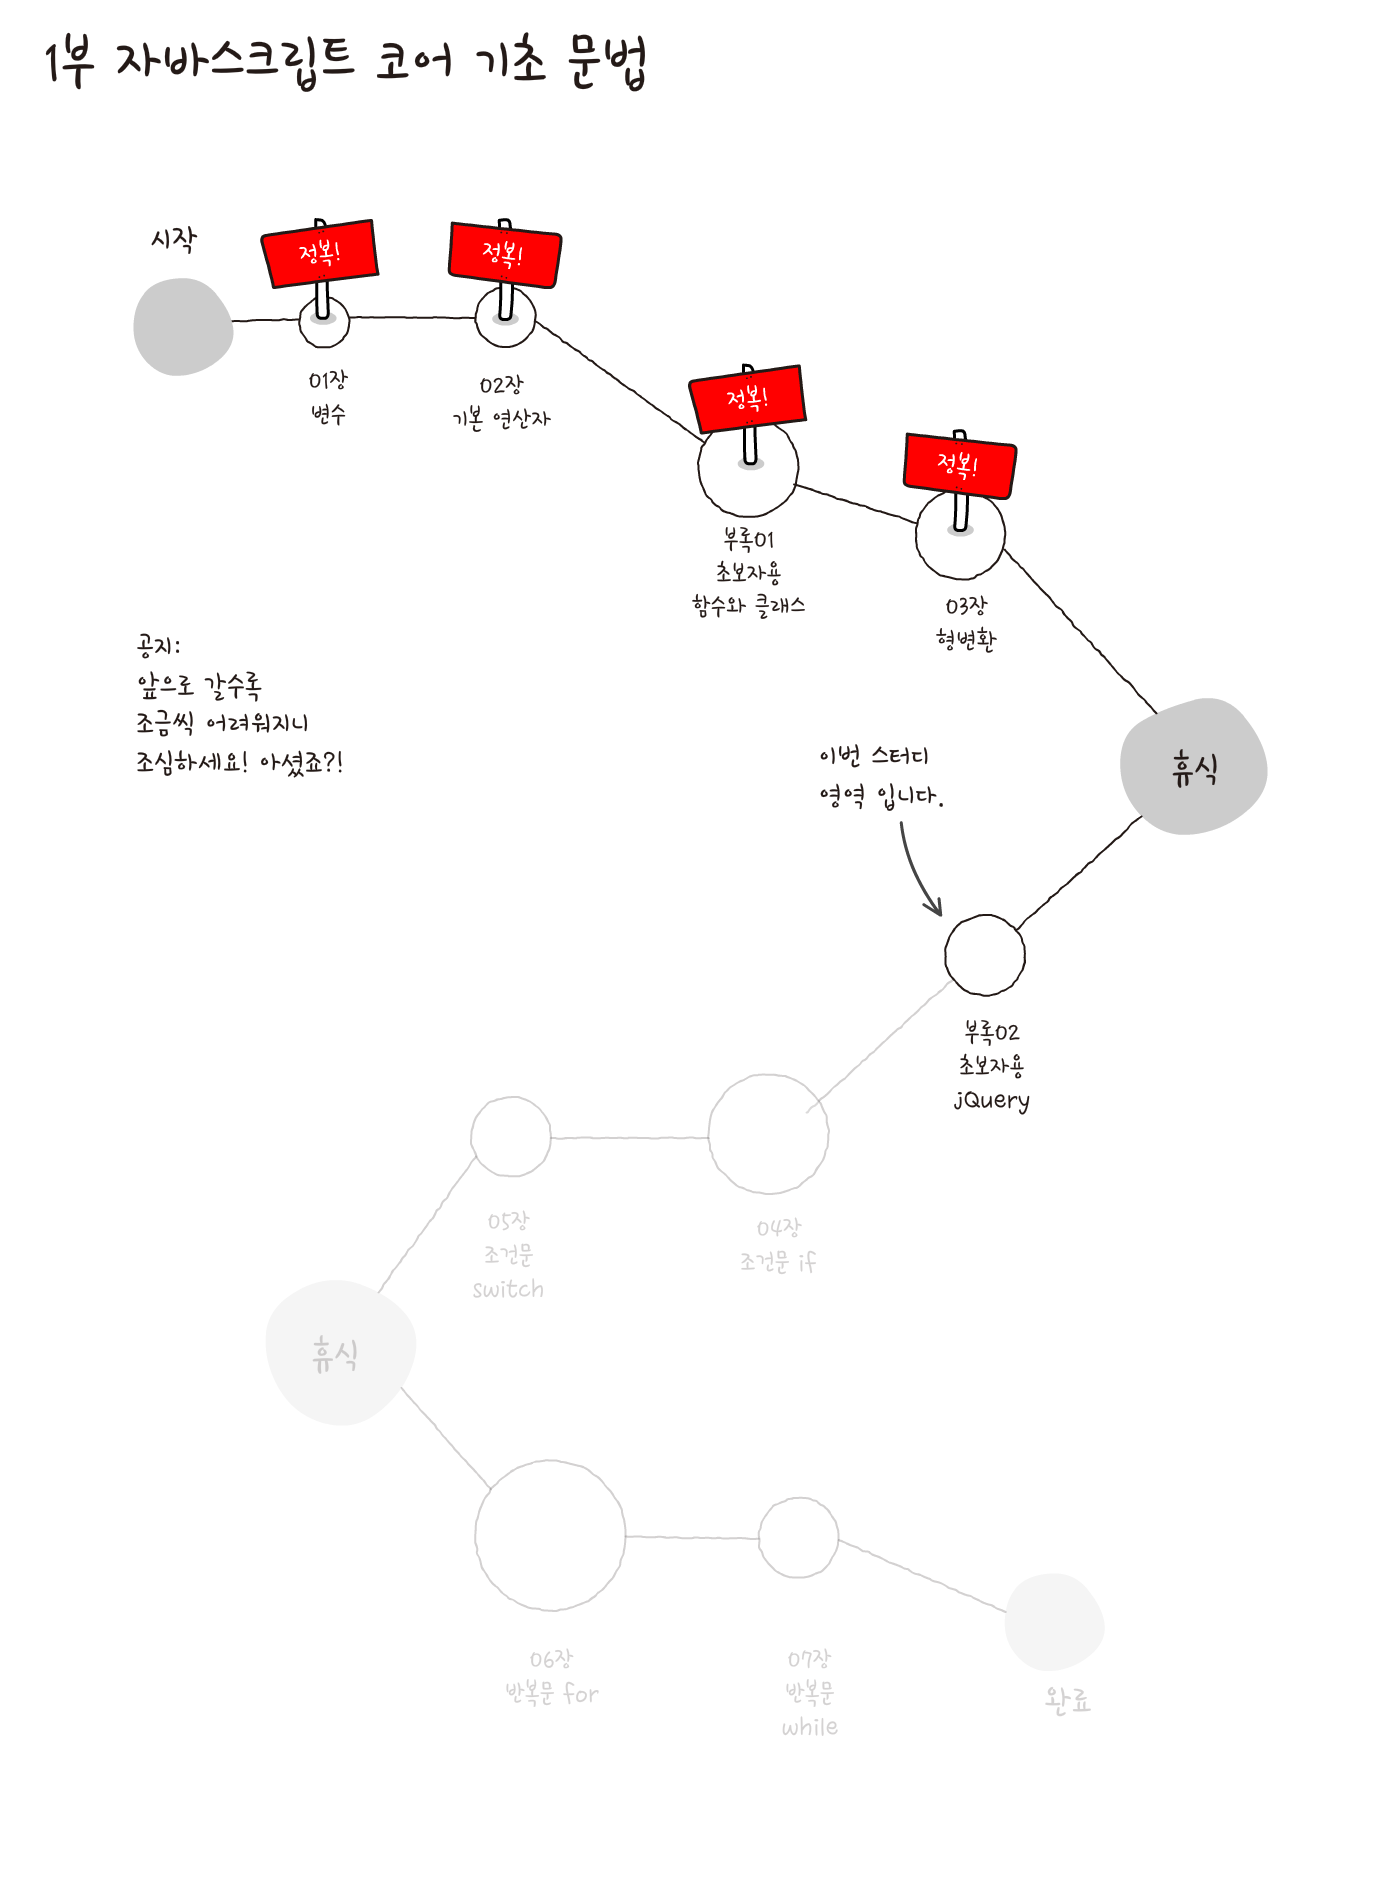 1부 자바스크립트 코어 기초 문법
시작
정복!
정복!
01장
변수
02장
기본 연산자
정복!
정복!
부록01
초보자용
함수와 클래스
03장
형변환
공지:
앞으로 갈수록
조금씩 어려워지니
조심하세요! 아셨죠?!
휴식
이번 스터디
영역 입니다.
부록02
초보자용
jQuery
05장
조건문
switch
04장
조건문 if
휴식
06장
반복문 for
07장
반복문
while
완료